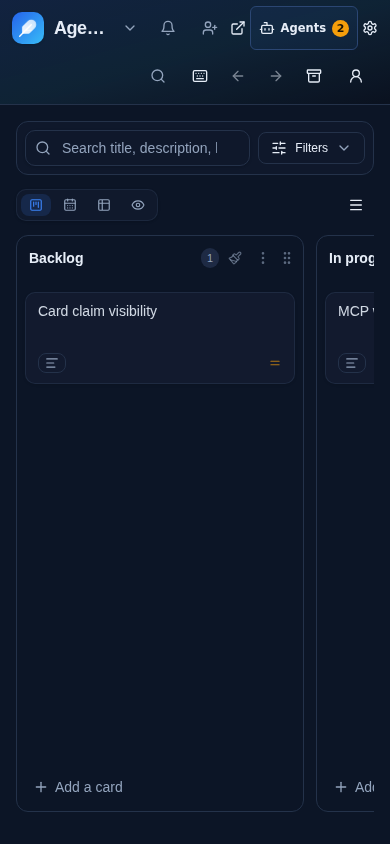 Age...
Agents 2
Search title, description, l
Filters
Backlog
1
In prog
Card claim visibility
MCP
Add a card
Add